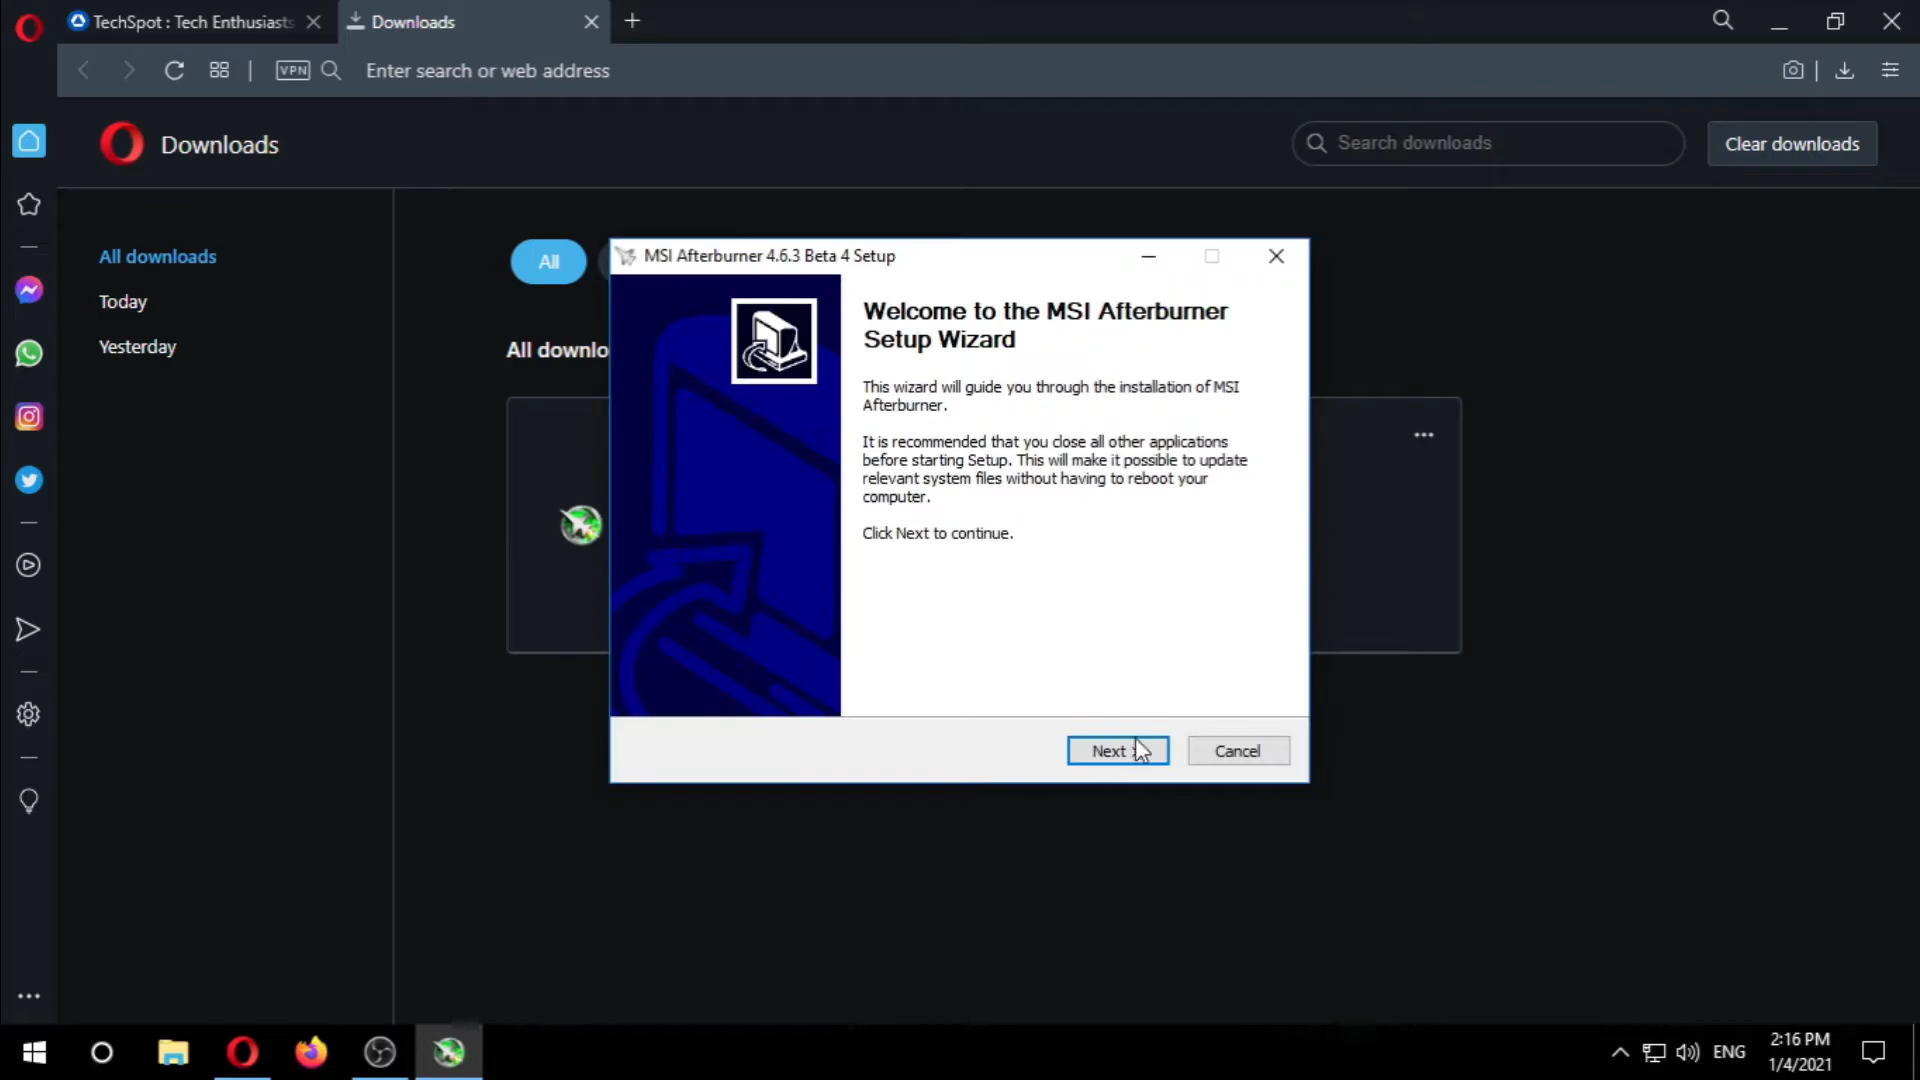 TechSpot : Tech Enthusiasts
Downloads
VPN
Enter search or web address
Downloads
Search downloads
Clear downloads
All downloads
Today
Yesterday
All
All downlo
MSI Afterburner 4.6.3 Beta 4 Setup
Welcome to the MSI Afterburner
Setup Wizard
This wizard will guide you through the installation of MSI
Afterburner.
It is recommended that you close all other applications
before starting Setup. This will make it possible to update
relevant system files without having to reboot your
computer.
Click Next to continue.
Next
Cancel
ENG
2:16 PM
1/4/2021